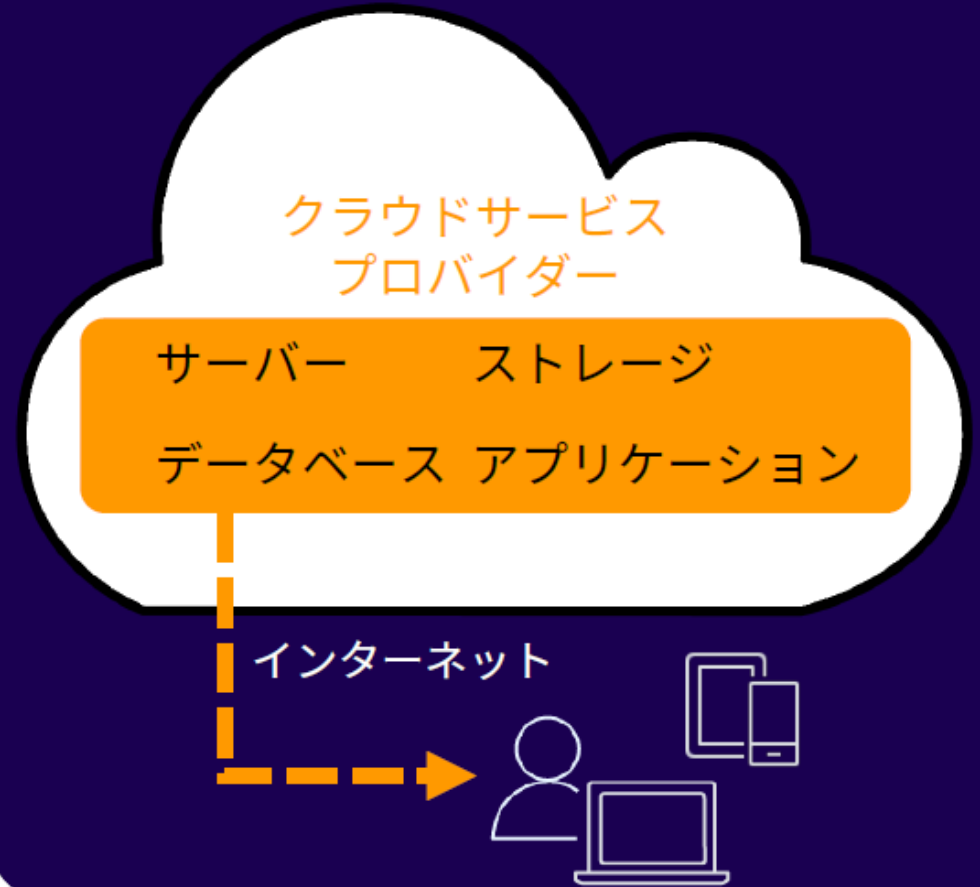 クラウドサービス
プロバイダー
サーバー ストレージ
データベース アプリケーション
インターネット